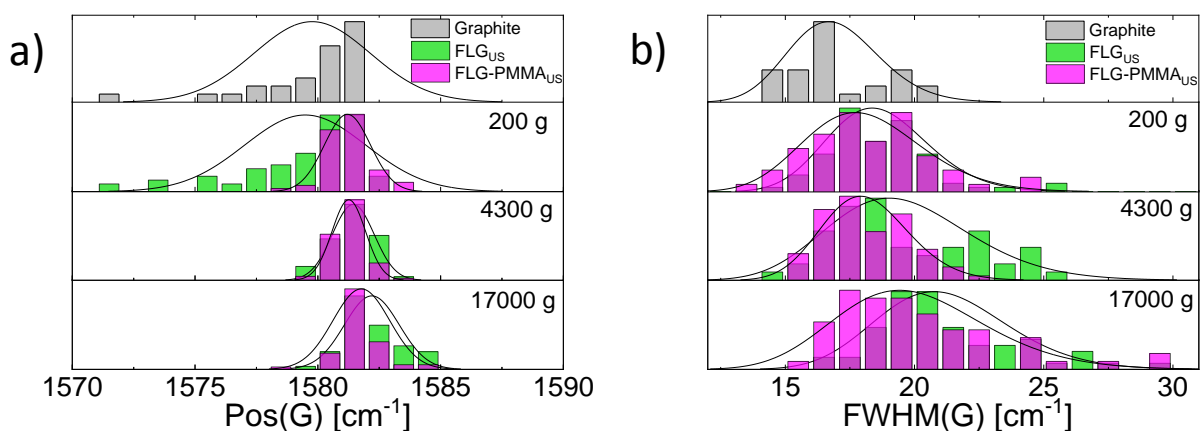 a)
Graphite
FLG_US
FLG-PMMA_US
200 g
4300 g
17000 g
1570 1575 1580 1585 1590
Pos(G) [cm⁻¹]
b)
Graphite
FLG_US
FLG-PMMA_US
200 g
4300 g
17000 g
15 20 25 30
FWHM(G) [cm⁻¹]